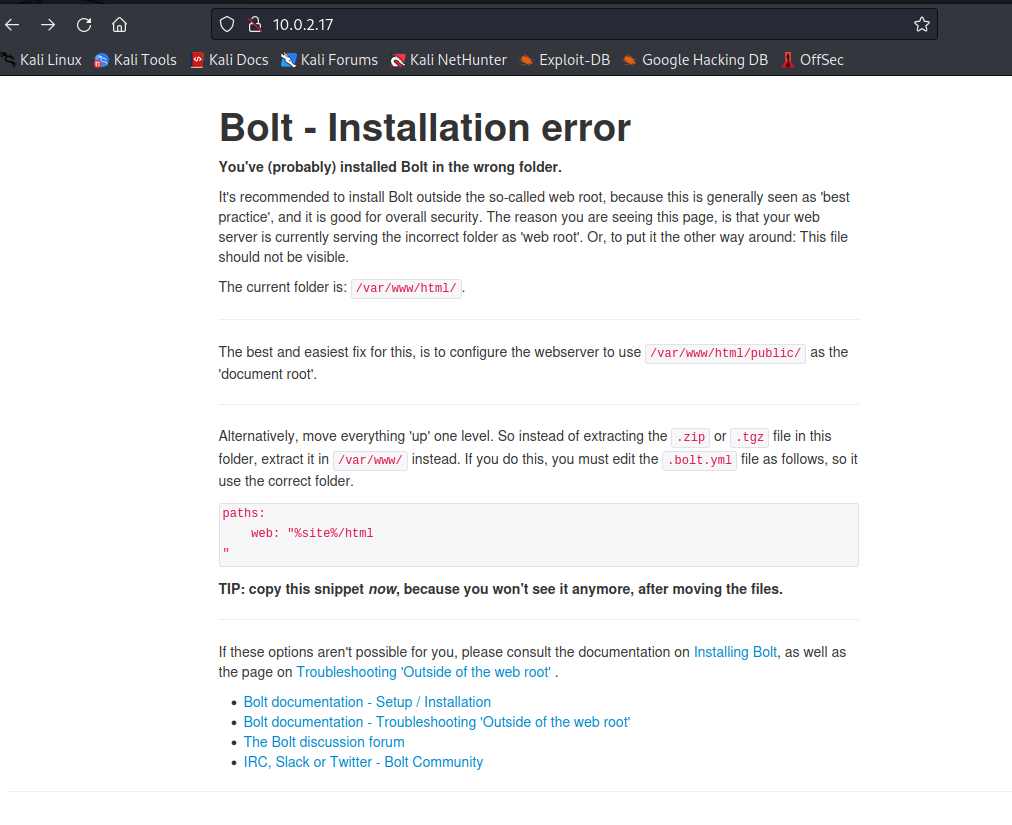 10.0.2.17
Kali Linux Kali Tools Kali Docs Kali Forums Kali NetHunter Exploit-DB Google Hacking DB OffSec
Bolt - Installation error
You've (probably) installed Bolt in the wrong folder.
It's recommended to install Bolt outside the so-called web root, because this is generally seen as 'best
practice', and it is good for overall security. The reason you are seeing this page, is that your web
server is currently serving the incorrect folder as 'web root'. Or, to put it the other way around: This file
should not be visible.
The current folder is: /var/www/html/ .
The best and easiest fix for this, is to configure the webserver to use /var/www/html/public/ as the
'document root'.
Alternatively, move everything 'up' one level. So instead of extracting the .zip or .tgz file in this
folder, extract it in /var/www/ instead. If you do this, you must edit the .bolt.yml file as follows, so it
use the correct folder.
paths:
    web: "%site%/html
"
TIP: copy this snippet now, because you won't see it anymore, after moving the files.
If these options aren't possible for you, please consult the documentation on Installing Bolt, as well as
the page on Troubleshooting 'Outside of the web root' .
• Bolt documentation - Setup / Installation
• Bolt documentation - Troubleshooting 'Outside of the web root'
• The Bolt discussion forum
• IRC, Slack or Twitter - Bolt Community